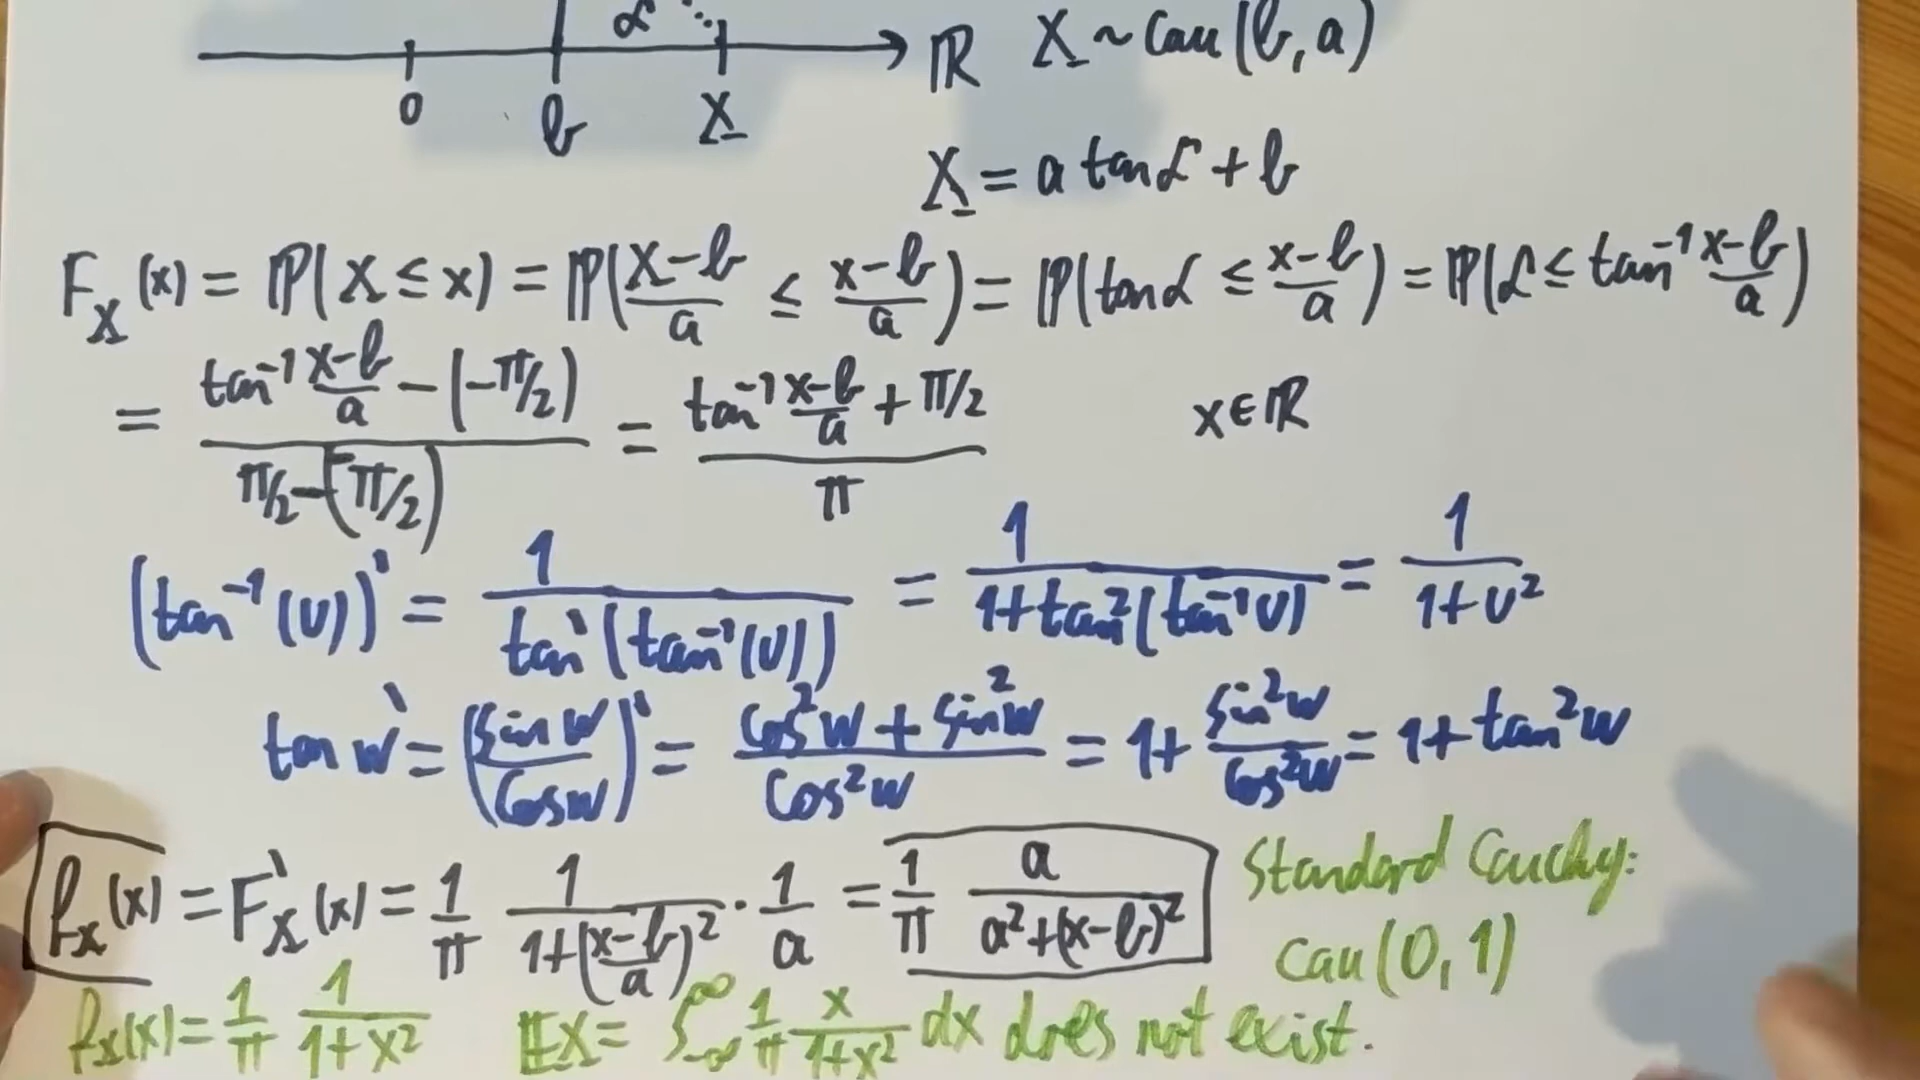 α ℝ X ~ Cau(b, a)
0 b X
X = a tan α + b
F_X(x) = ℙ(X ≤ x) = ℙ((X-b)/a ≤ (x-b)/a) = ℙ(tan α ≤ (x-b)/a) = ℙ(α ≤ tan⁻¹ (x-b)/a)
= (tan⁻¹ (x-b)/a - (-π/2)) / (π/2 - (-π/2)) = (tan⁻¹ (x-b)/a + π/2) / π x ∈ ℝ
(tan⁻¹(u))' = 1 / tan'(tan⁻¹(u)) = 1 / (1 + tan²(tan⁻¹ u)) = 1 / (1 + u²)
tan' w = (sin w / cos w)' = (cos² w + sin² w) / cos² w = 1 + sin² w / cos² w = 1 + tan² w
f_X(x) = F'_X(x) = 1/π 1/(1 + ((x-b)/a)²) · 1/a = 1/π a/(a² + (x-b)²)
Standard Cauchy:
Cau(0, 1)
f_X(x) = 1/π 1/(1 + x²) 𝔼X = ∫_{-∞}^{∞} 1/π x/(1+x²) dx does not exist.